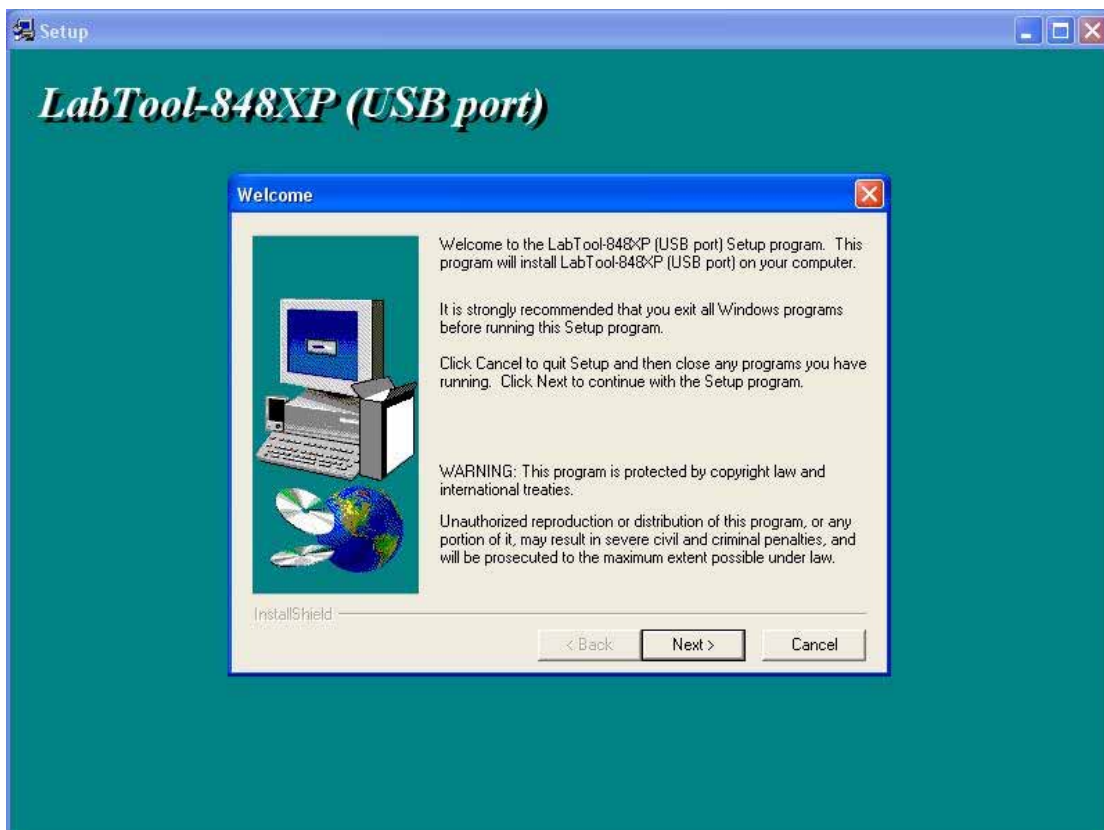 Setup
LabTool-848XP (USB port)
Welcome
Welcome to the LabTool-848XP (USB port) Setup program. This
program will install LabTool-848XP (USB port) on your computer.
It is strongly recommended that you exit all Windows programs
before running this Setup program.
Click Cancel to quit Setup and then close any programs you have
running. Click Next to continue with the Setup program.
WARNING: This program is protected by copyright law and
international treaties.
Unauthorized reproduction or distribution of this program, or any
portion of it, may result in severe civil and criminal penalties, and
will be prosecuted to the maximum extent possible under law.
InstallShield
< Back Next > Cancel